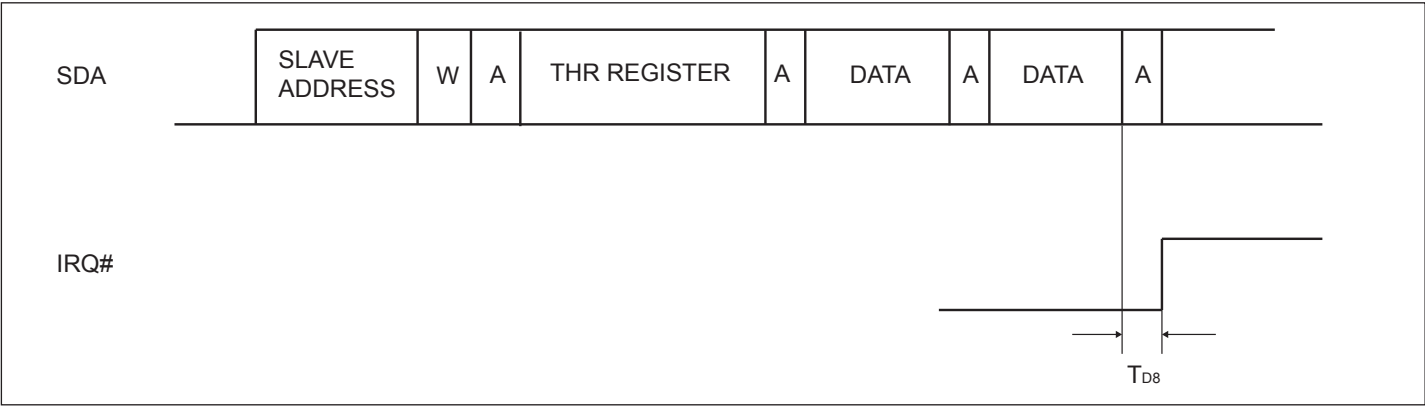 SDA
SLAVE
ADDRESS
W
A
THR REGISTER
A
DATA
A
DATA
A
IRQ#
TD8